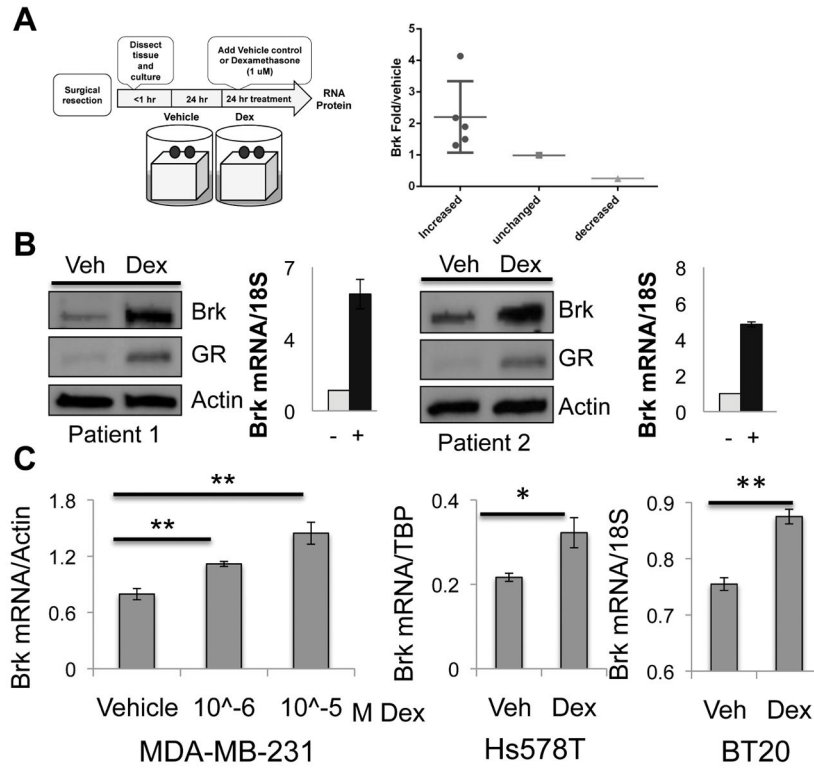 A
Dissect
tissue
and
culture
Add Vehicle control
or Dexamethasone
(1 uM)
Surgical
resection
<1 hr
24 hr
24 hr treatment
RNA
Protein
Vehicle
Dex
Brk Fold/vehicle
5
4
3
2
1
0
Increased
unchanged
decreased
B
Veh Dex
Brk
GR
Actin
Patient 1
Brk mRNA/18S
7
4
0
- +
Veh Dex
Brk
GR
Actin
Patient 2
Brk mRNA/18S
8
6
4
2
0
- +
C
Brk mRNA/Actin
1.8
1.2
0.6
0
**
**
Vehicle 10^-6 10^-5 M Dex
MDA-MB-231
Brk mRNA/TBP
0.4
0.2
0
*
Veh Dex
Hs578T
Brk mRNA/18S
0.9
0.8
0.7
0.6
**
Veh Dex
BT20